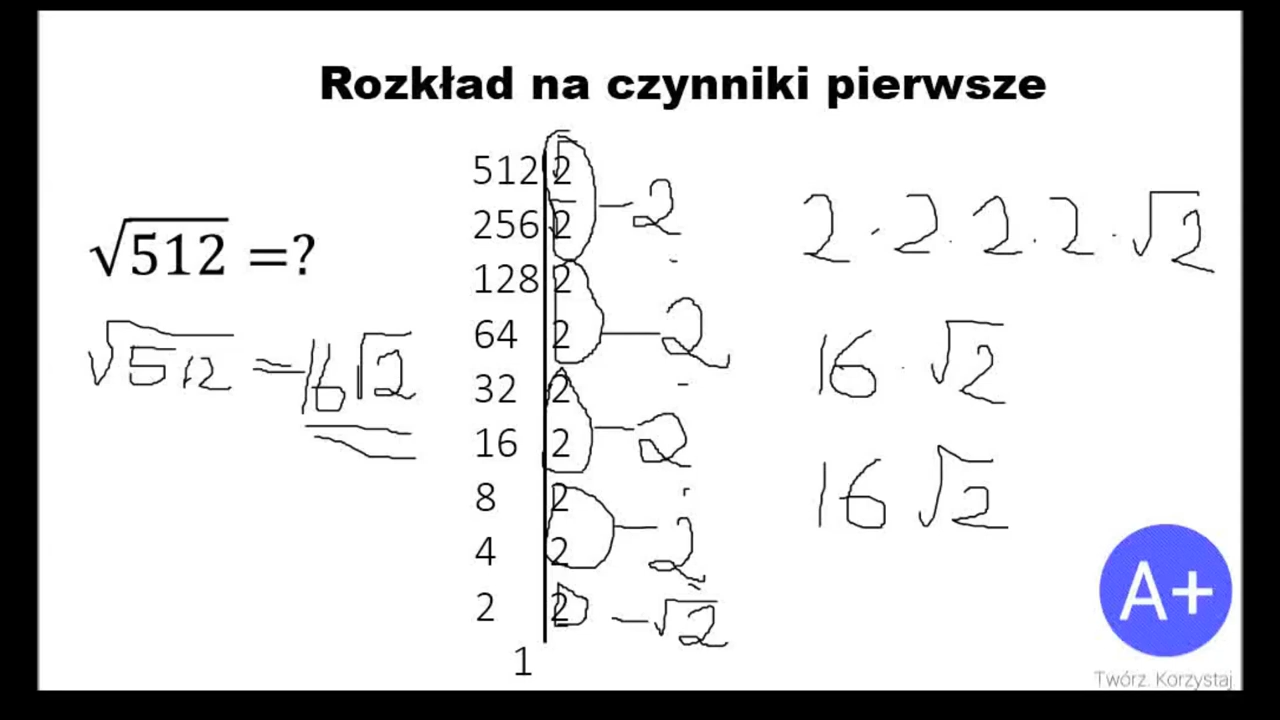 Rozkład na czynniki pierwsze
√512 =?
√512 = 16√2
512 | 2
256 | 2 – 2
128 | 2
64 | 2 – 2
32 | 2
16 | 2 – 2
8 | 2
4 | 2 – 2
2 | 2 – √2
1
2 · 2 · 2 · 2 · √2
16 · √2
16 √2
A+
Twórz. Korzystaj.